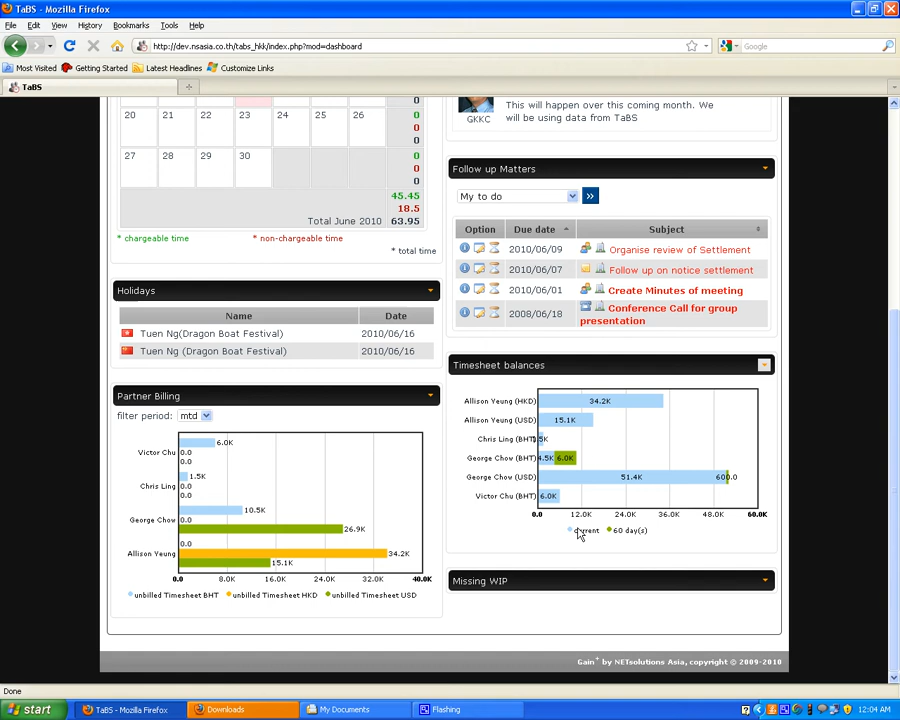 TaBS - Mozilla Firefox
File Edit View History Bookmarks Tools Help
http://dev.nsasia.co.th/tabs_hkk/index.php?mod=dashboard
Google
Most Visited Getting Started Latest Headlines Customize Links
TaBS
0
20 21 22 23 24 25 26 0
0
0
27 28 29 30 0
0
0
45.45
18.5
Total June 2010 63.95
* chargeable time * non-chargeable time
* total time
Holidays
Name Date
Tuen Ng(Dragon Boat Festival) 2010/06/16
Tuen Ng (Dragon Boat Festival) 2010/06/16
Partner Billing
filter period: mtd
Victor Chu 6.0K
0.0
0.0
Chris Ling 1.5K
0.0
0.0
George Chow 10.5K
0.0
26.9K
Allison Yeung 0.0
34.2K
15.1K
0.0 8.0K 16.0K 24.0K 32.0K 40.0K
unbilled Timesheet BHT unbilled Timesheet HKD unbilled Timesheet USD
GKKC
This will happen over this coming month. We
will be using data from TaBS
Follow up Matters
My to do »
Option Due date Subject
2010/06/09 Organise review of Settlement
2010/06/07 Follow up on notice settlement
2010/06/01 Create Minutes of meeting
2008/06/18 Conference Call for group
presentation
Timesheet balances
Allison Yeung (HKD) 34.2K
Allison Yeung (USD) 15.1K
Chris Ling (BHT) 1.5K
George Chow (BHT) 4.5K 6.0K
George Chow (USD) 51.4K 600.0
Victor Chu (BHT) 6.0K
0.0 12.0K 24.0K 36.0K 48.0K 60.0K
current 60 day(s)
Missing WIP
Gain+ by NETsolutions Asia, copyright © 2009-2010
Done
start TaBS - Mozilla Firefox Downloads My Documents Flashing 12:04 AM